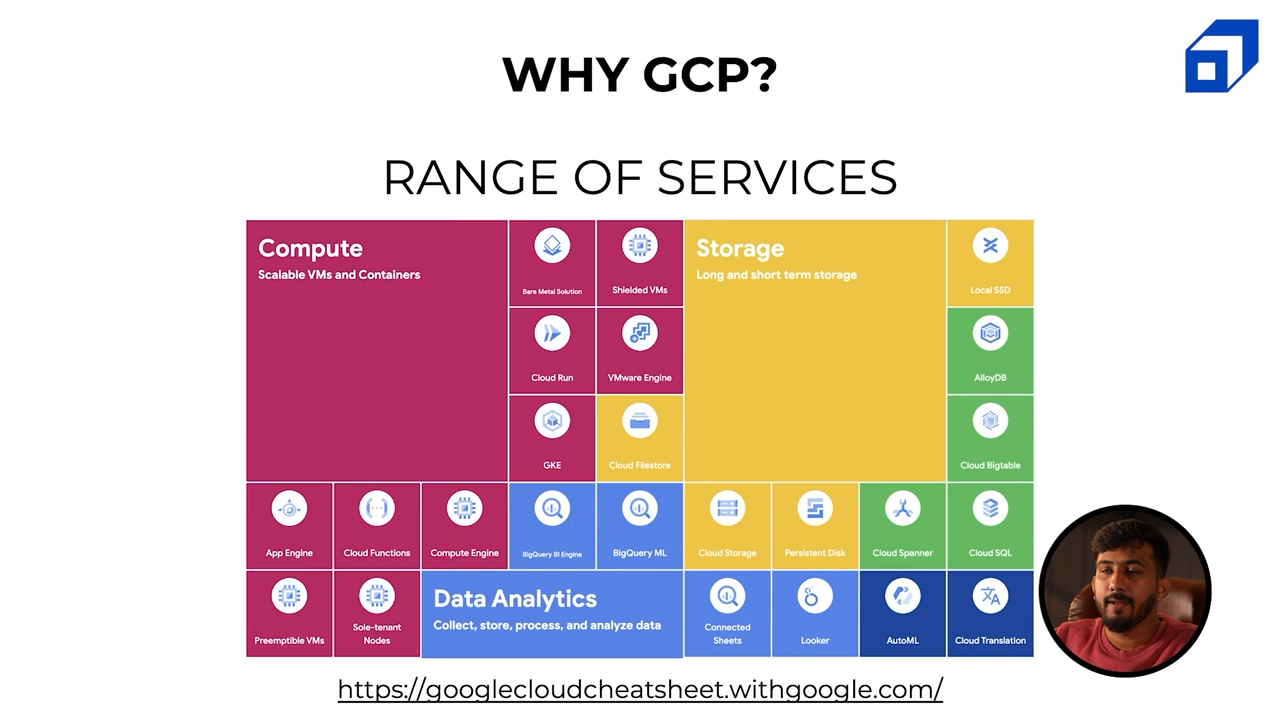 WHY GCP?
RANGE OF SERVICES
Compute
Scalable VMs and Containers
Bare Metal Solution
Shielded VMs
Storage
Long and short term storage
Local SSD
Cloud Run
VMware Engine
AlloyDB
GKE
Cloud Filestore
Cloud Bigtable
App Engine
Cloud Functions
Compute Engine
BigQuery BI Engine
BigQuery ML
Cloud Storage
Persistent Disk
Cloud Spanner
Cloud SQL
Preemptible VMs
Sole-tenant
Nodes
Data Analytics
Collect, store, process, and analyze data
Connected
Sheets
Looker
AutoML
Cloud Translation
https://googlecloudcheatsheet.withgoogle.com/